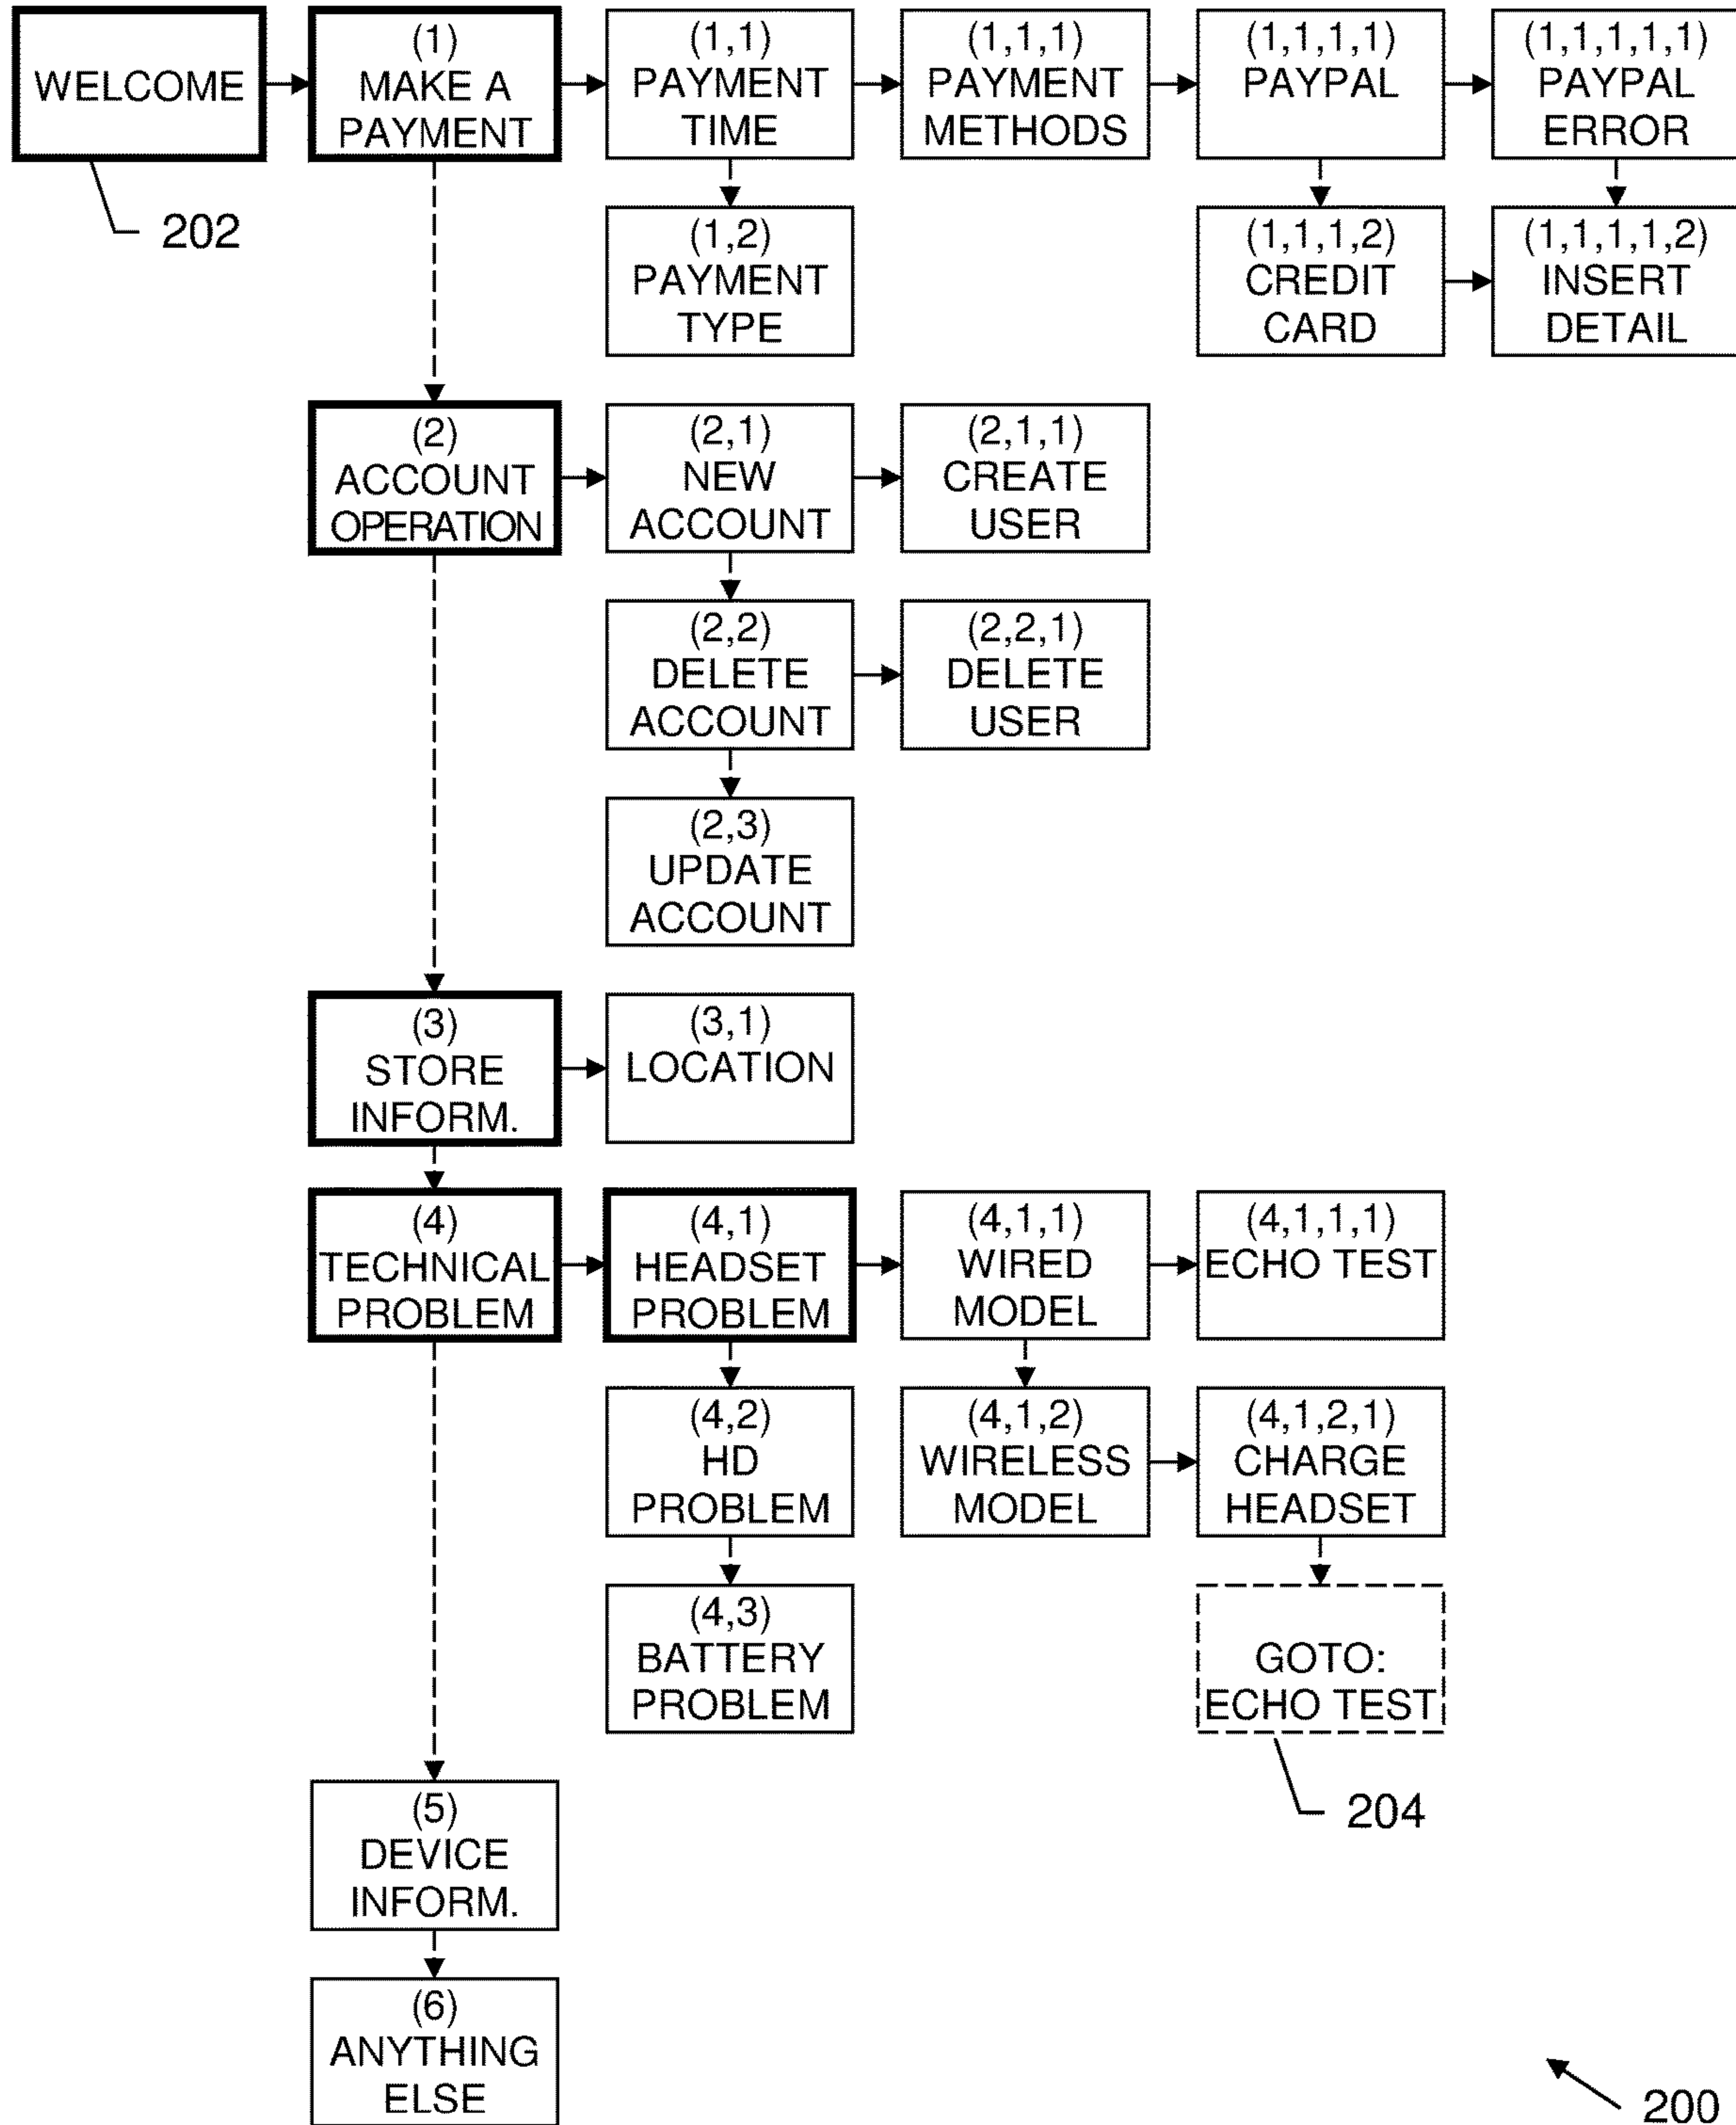 WELCOME
(1)
MAKE A
PAYMENT
(1,1)
PAYMENT
TIME
(1,1,1)
PAYMENT
METHODS
(1,1,1,1)
PAYPAL
(1,1,1,1,1)
PAYPAL
ERROR
202
(1,2)
PAYMENT
TYPE
(1,1,1,2)
CREDIT
CARD
(1,1,1,1,2)
INSERT
DETAIL
(2)
ACCOUNT
OPERATION
(2,1)
NEW
ACCOUNT
(2,1,1)
CREATE
USER
(2,2)
DELETE
ACCOUNT
(2,2,1)
DELETE
USER
(2,3)
UPDATE
ACCOUNT
(3)
STORE
INFORM.
(3,1)
LOCATION
(4)
TECHNICAL
PROBLEM
(4,1)
HEADSET
PROBLEM
(4,1,1)
WIRED
MODEL
(4,1,1,1)
ECHO TEST
(4,2)
HD
PROBLEM
(4,1,2)
WIRELESS
MODEL
(4,1,2,1)
CHARGE
HEADSET
(4,3)
BATTERY
PROBLEM
GOTO:
ECHO TEST
204
(5)
DEVICE
INFORM.
(6)
ANYTHING
ELSE
200